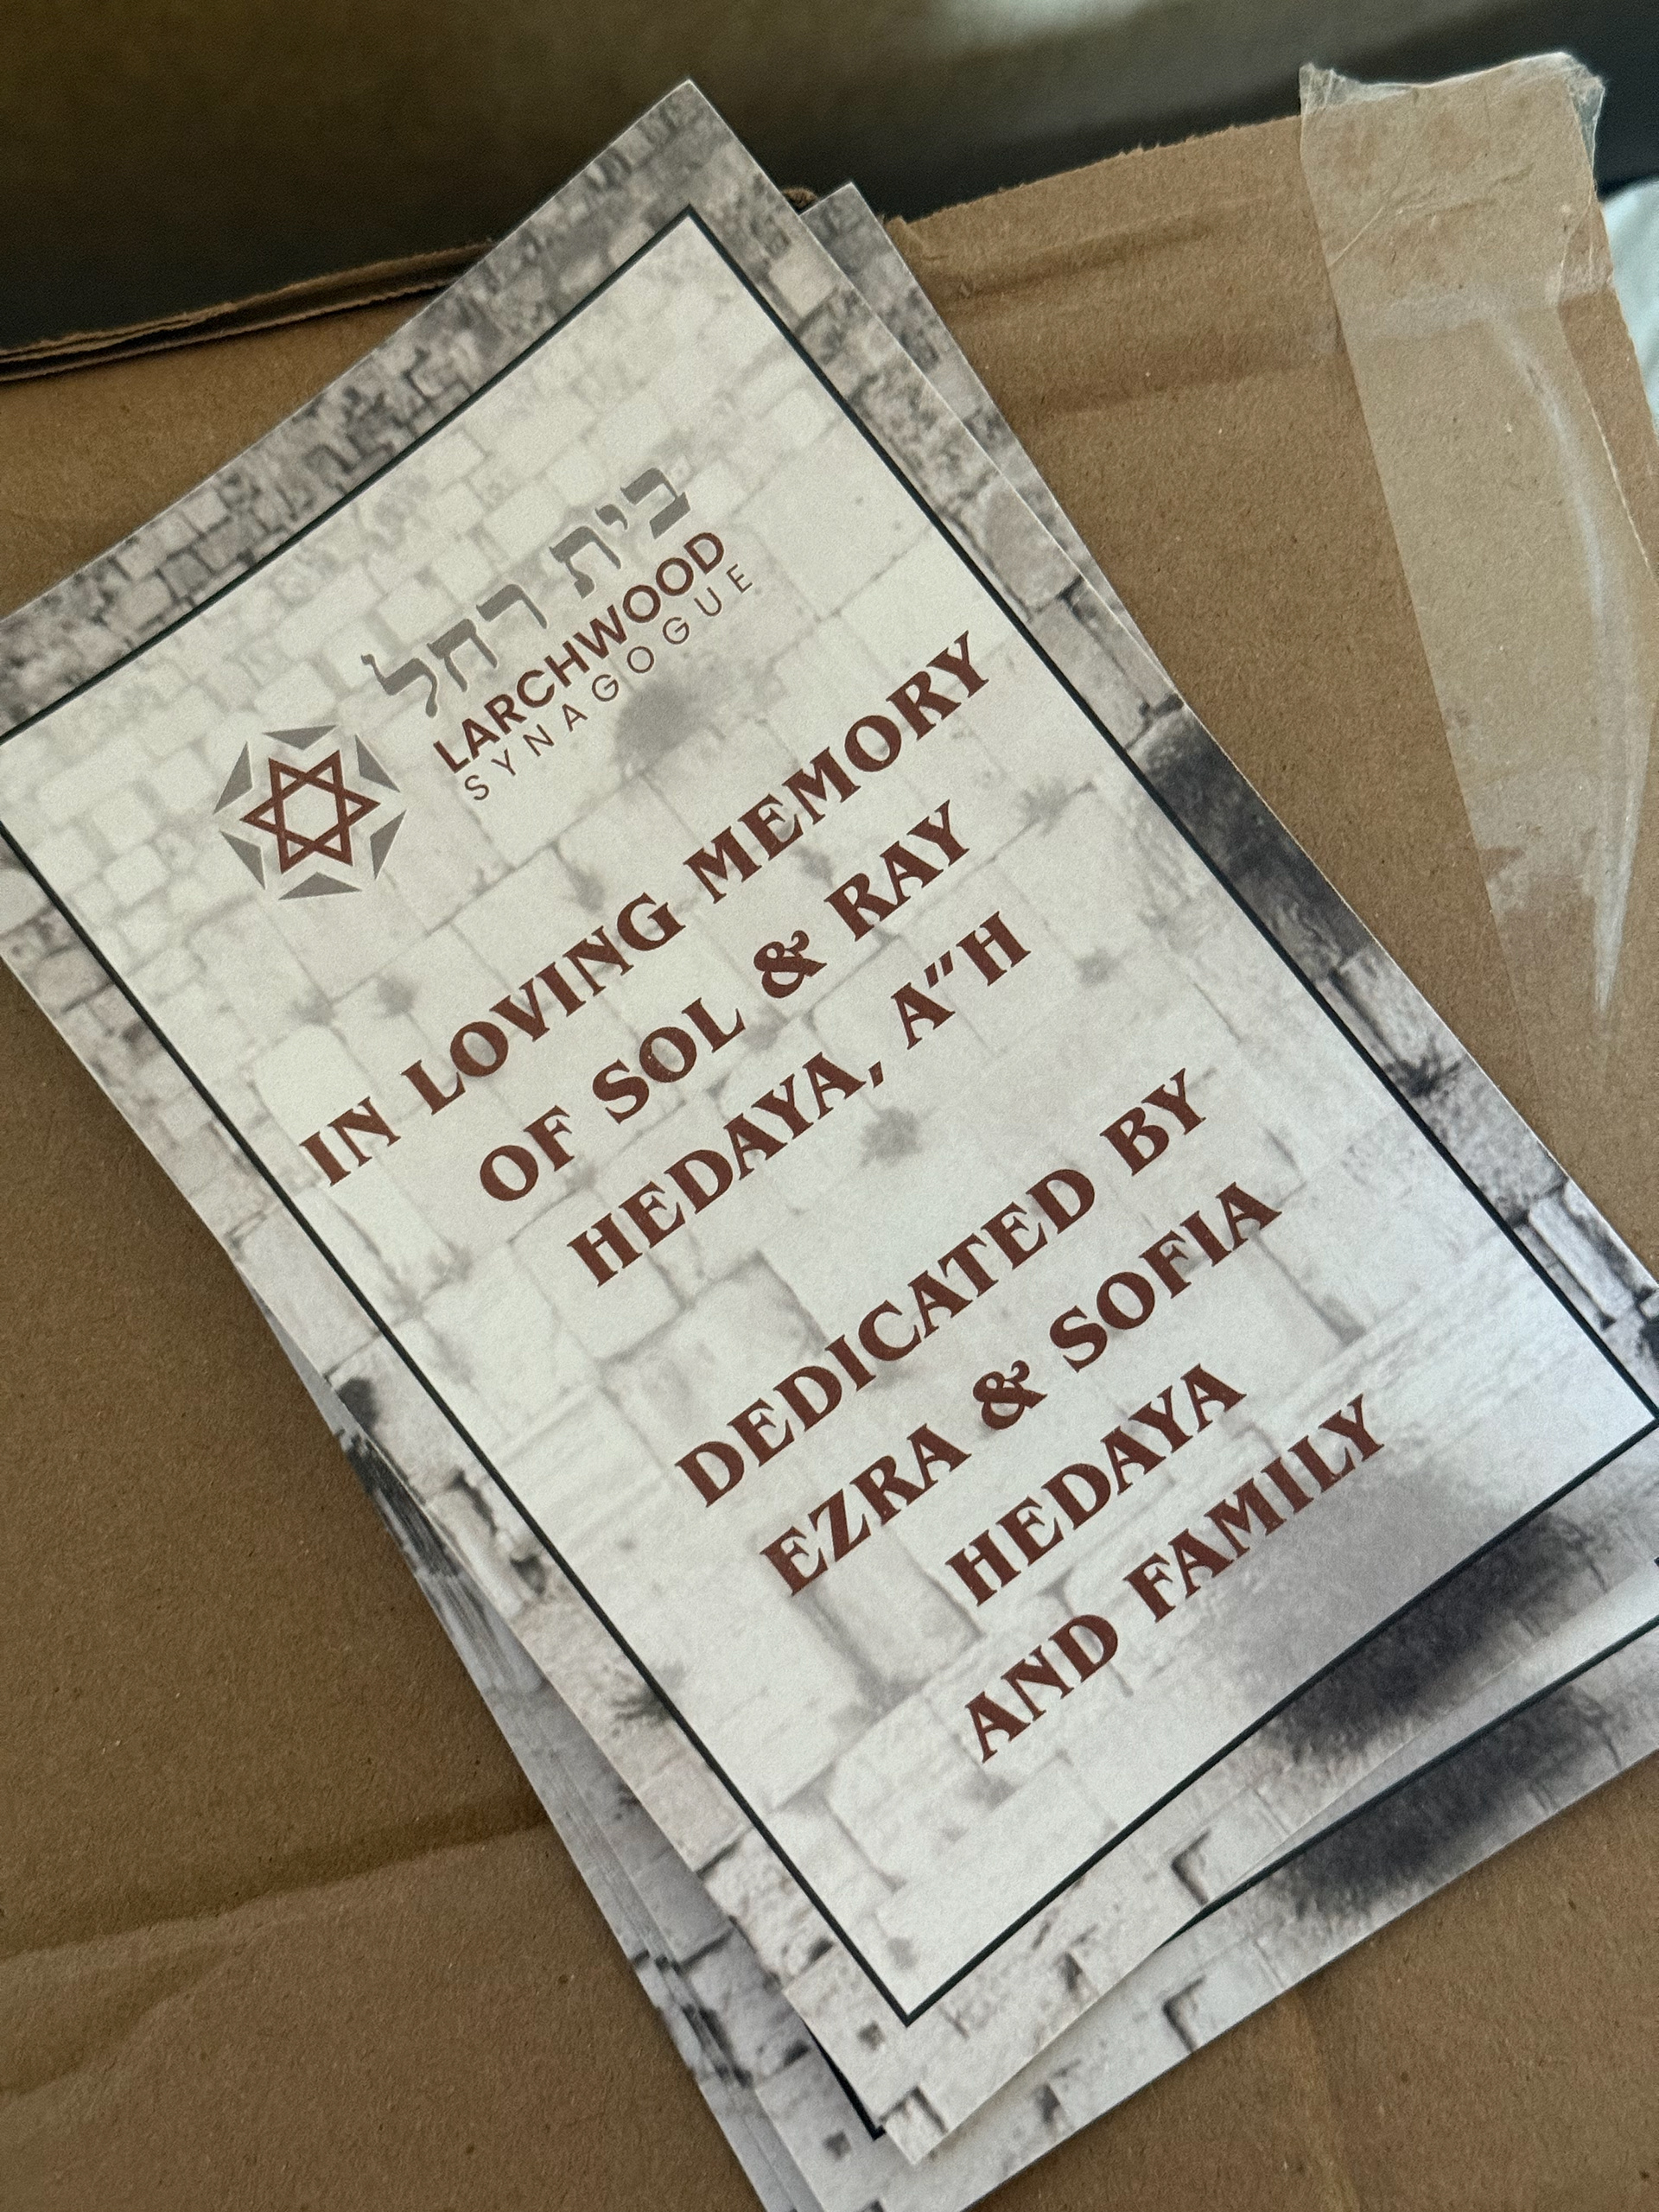 בית רחל
LARCHWOOD
SYNAGOGUE
IN LOVING MEMORY
OF SOL & RAY
HEDAYA, A"H
DEDICATED BY
EZRA & SOFIA
HEDAYA
AND FAMILY